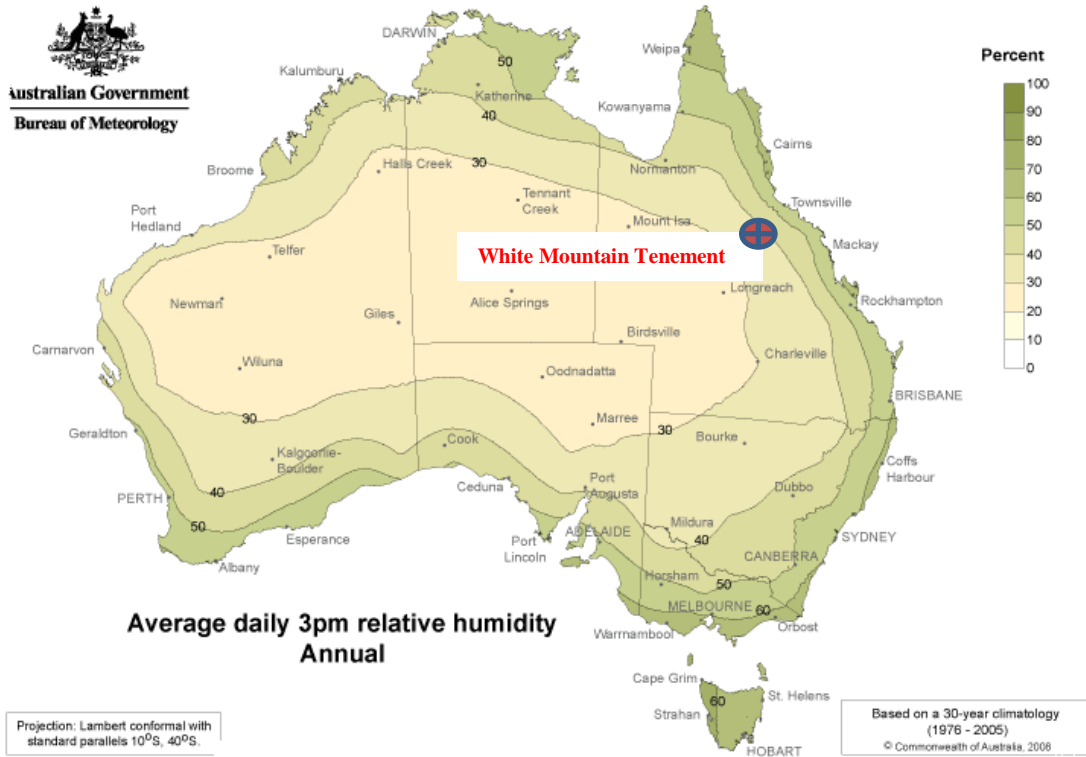 Australian Government
Bureau of Meteorology
DARWIN
50
Katherine
40
Kalumburu
Weipa
Kowanyama
Cairns
Normanton
Townsville
Broome
Halls Creek
30
Tennant
Creek
Mount Isa
Port
Hedland
Mackay
Telfer
White Mountain Tenement
Newman
Alice Springs
Longreach
Rockhampton
Giles
Birdsville
Carnarvon
Wiluna
Oodnadatta
Charleville
BRISBANE
30
Marree
30
Bourke
Geraldton
Kalgoorlie-
Boulder
Cook
Coffs
Harbour
PERTH
40
Ceduna
Port
Augusta
Dubbo
50
Esperance
Port
Lincoln
ADELAIDE
Mildura
40
SYDNEY
Albany
CANBERRA
Horsham
50
MELBOURNE
60
Warrnambool
Orbost
Cape Grim
60
St. Helens
Strahan
HOBART
Percent
100
90
80
70
60
50
40
30
20
10
0
Average daily 3pm relative humidity
Annual
Projection: Lambert conformal with
standard parallels 10°S, 40°S.
Based on a 30-year climatology
(1976 - 2005)
© Commonwealth of Australia, 2008